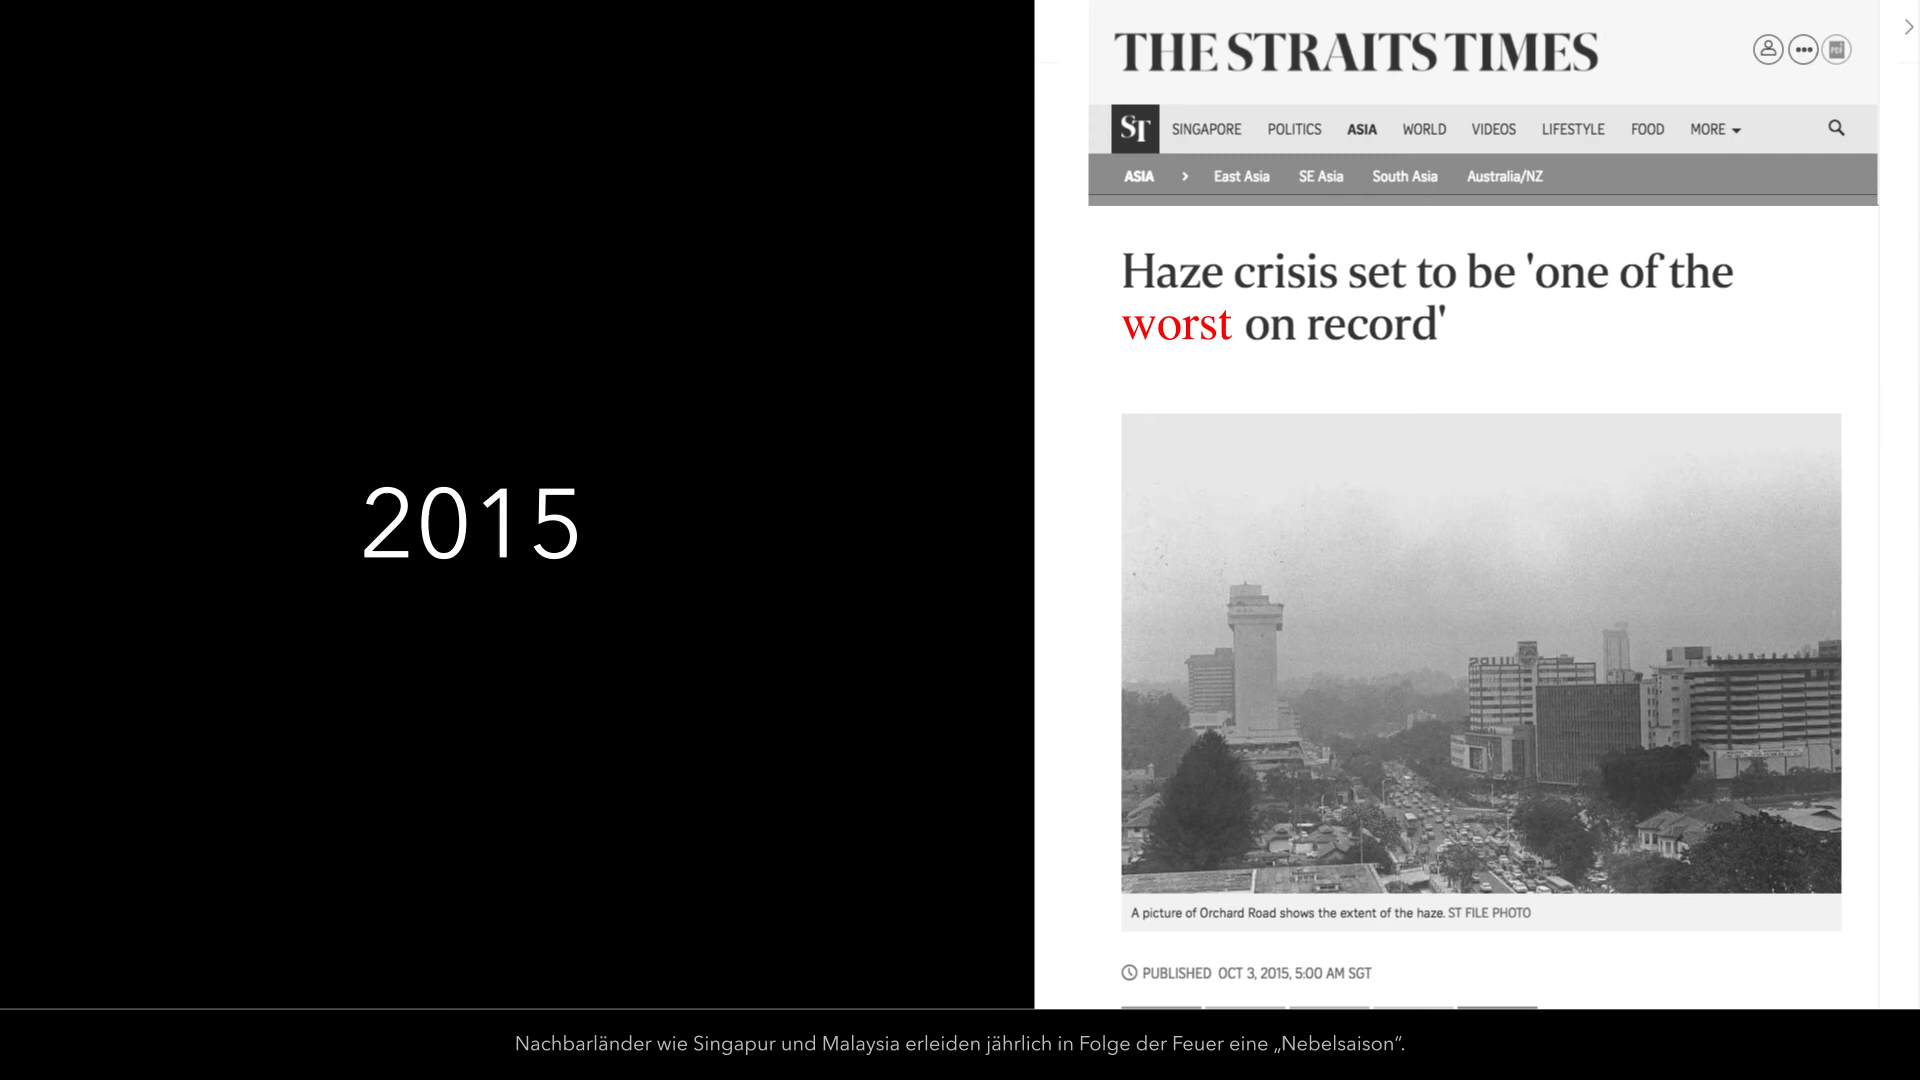 2015
THE STRAITS TIMES
PDF
ST SINGAPORE POLITICS ASIA WORLD VIDEOS LIFESTYLE FOOD MORE
ASIA > East Asia SE Asia South Asia Australia/NZ
Haze crisis set to be 'one of the
worst on record'
A picture of Orchard Road shows the extent of the haze. ST FILE PHOTO
PUBLISHED OCT 3, 2015, 5:00 AM SGT
Nachbarländer wie Singapur und Malaysia erleiden jährlich in Folge der Feuer eine „Nebelsaison“.